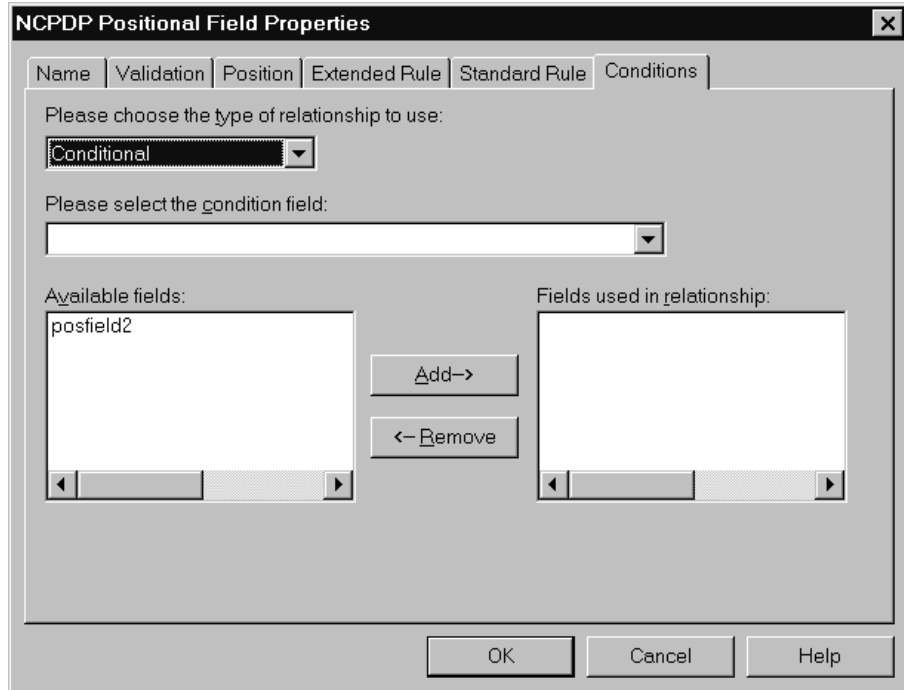 NCPDP Positional Field Properties
Name Validation Position Extended Rule Standard Rule Conditions
Please choose the type of relationship to use:
Conditional
Please select the condition field:
Available fields: Fields used in relationship:
posfield2
Add-->
<-- Remove
OK Cancel Help